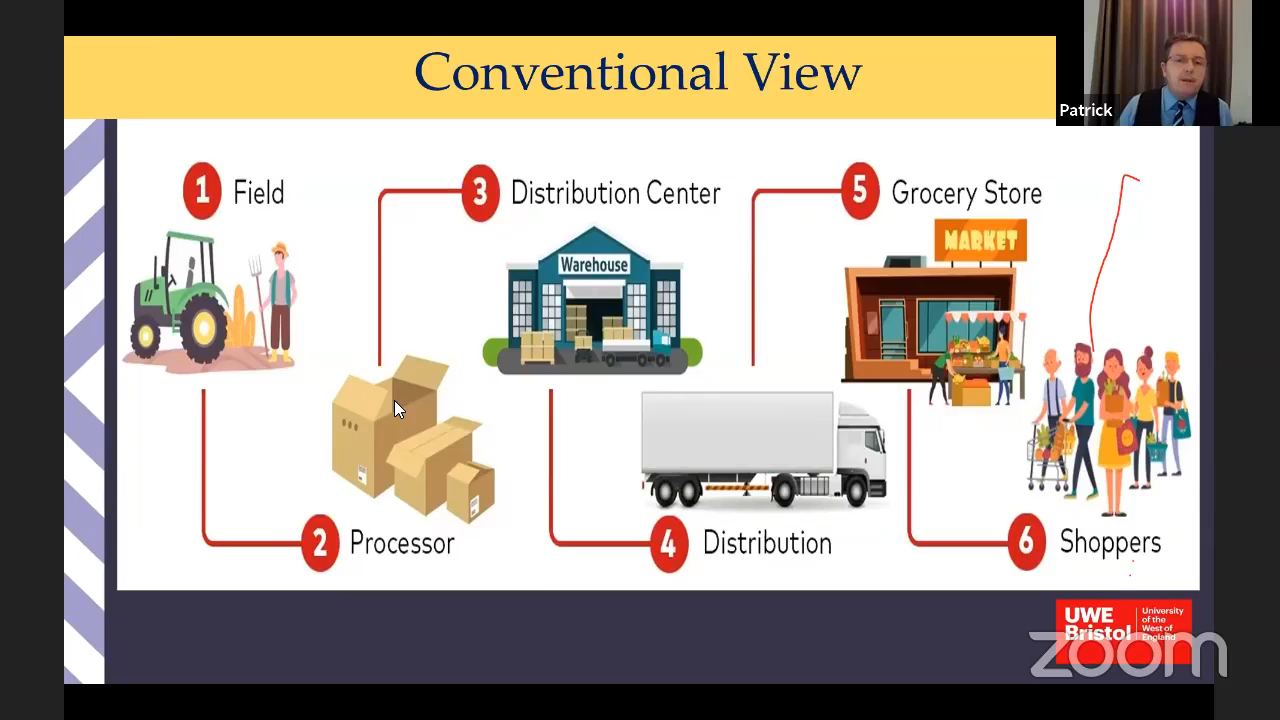 Conventional View
Patrick
1 Field
3 Distribution Center
5 Grocery Store
MARKET
Warehouse
2 Processor
4 Distribution
6 Shoppers
UWE Bristol
University of the West of England
zoom